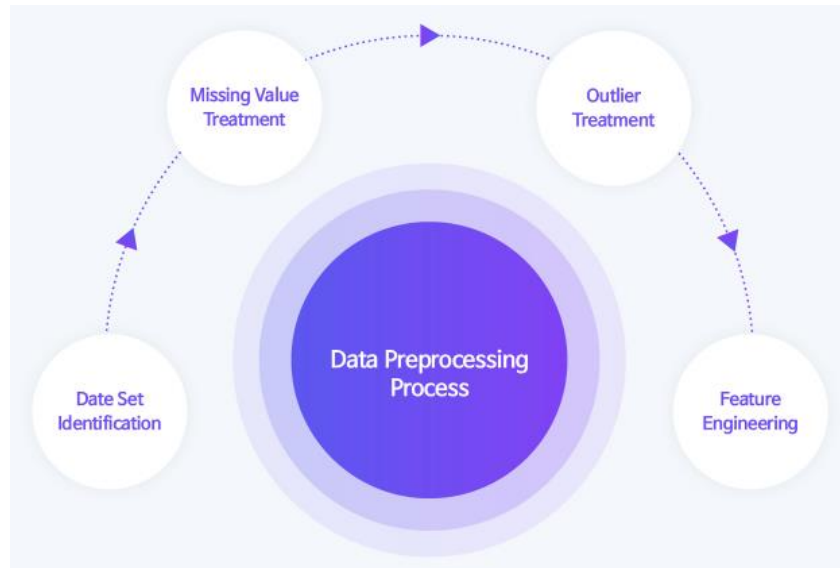 Missing Value
Treatment
Outlier
Treatment
Data Preprocessing
Process
Date Set
Identification
Feature
Engineering